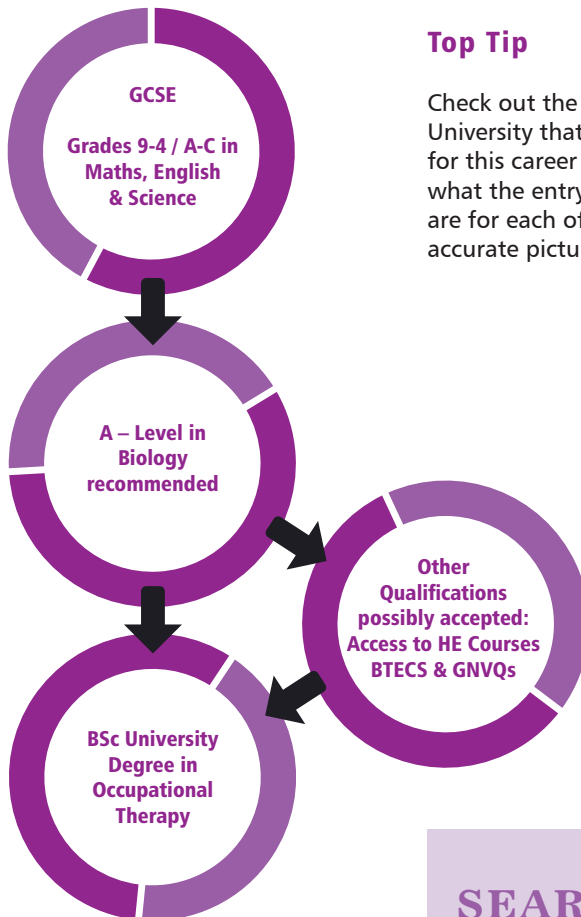 GCSE
Grades 9-4 / A-C in
Maths, English
& Science
A – Level in
Biology
recommended
Other
Qualifications
possibly accepted:
Access to HE Courses
BTECS & GNVQs
BSc University
Degree in
Occupational
Therapy
Top Tip
Check out the
University that
for this career
what the entry
are for each of
accurate pictu
SEAR